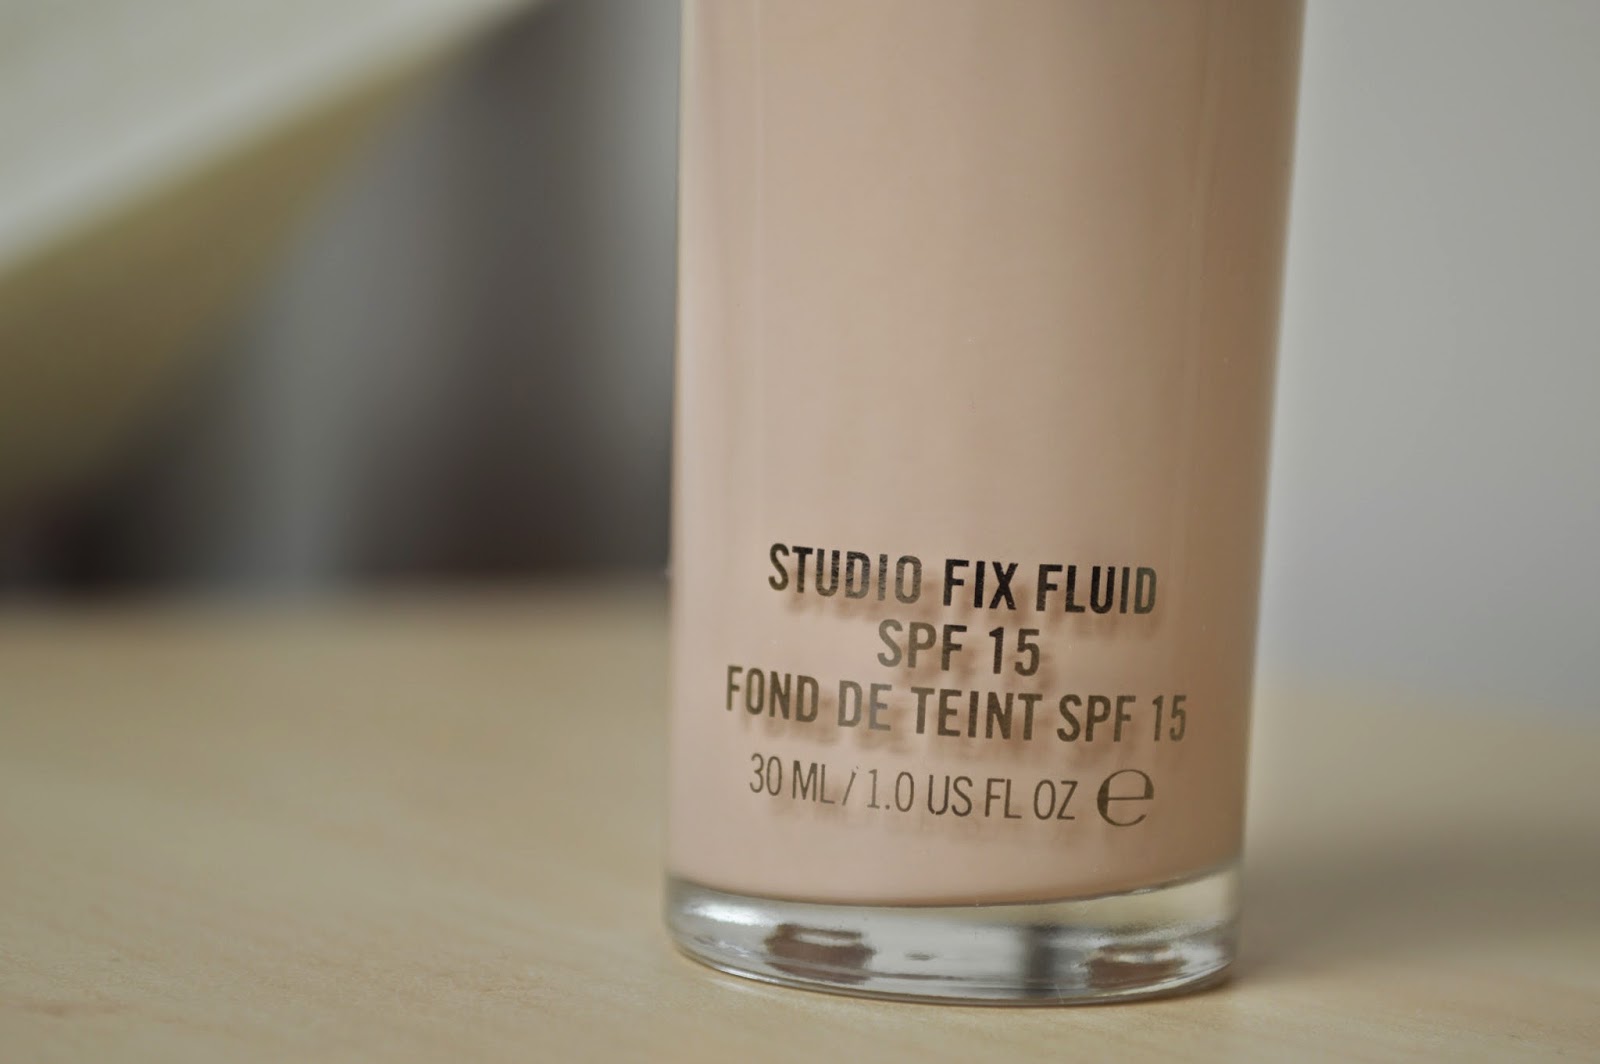 STUDIO FIX FLUID
SPF 15
FOND DE TEINT SPF 15
30 ML / 1.0 US FL OZ ℮